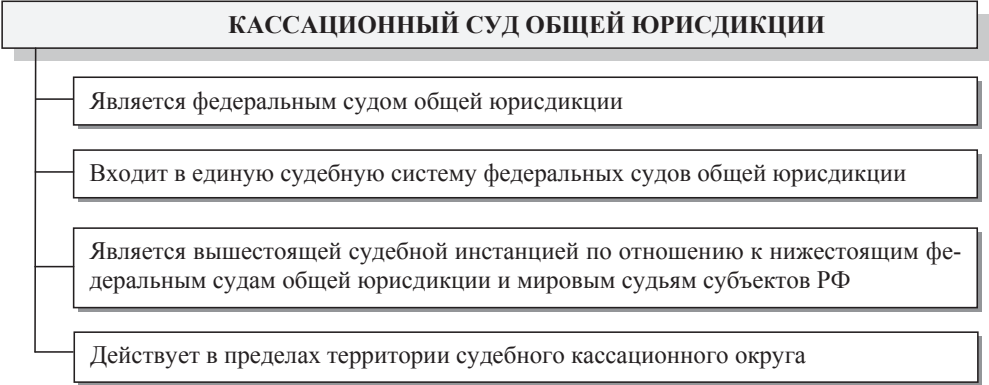 КАССАЦИОННЫЙ СУД ОБЩЕЙ ЮРИСДИКЦИИ
Является федеральным судом общей юрисдикции
Входит в единую судебную систему федеральных судов общей юрисдикции
Является вышестоящей судебной инстанцией по отношению к нижестоящим фе-
деральным судам общей юрисдикции и мировым судьям субъектов РФ
Действует в пределах территории судебного кассационного округа